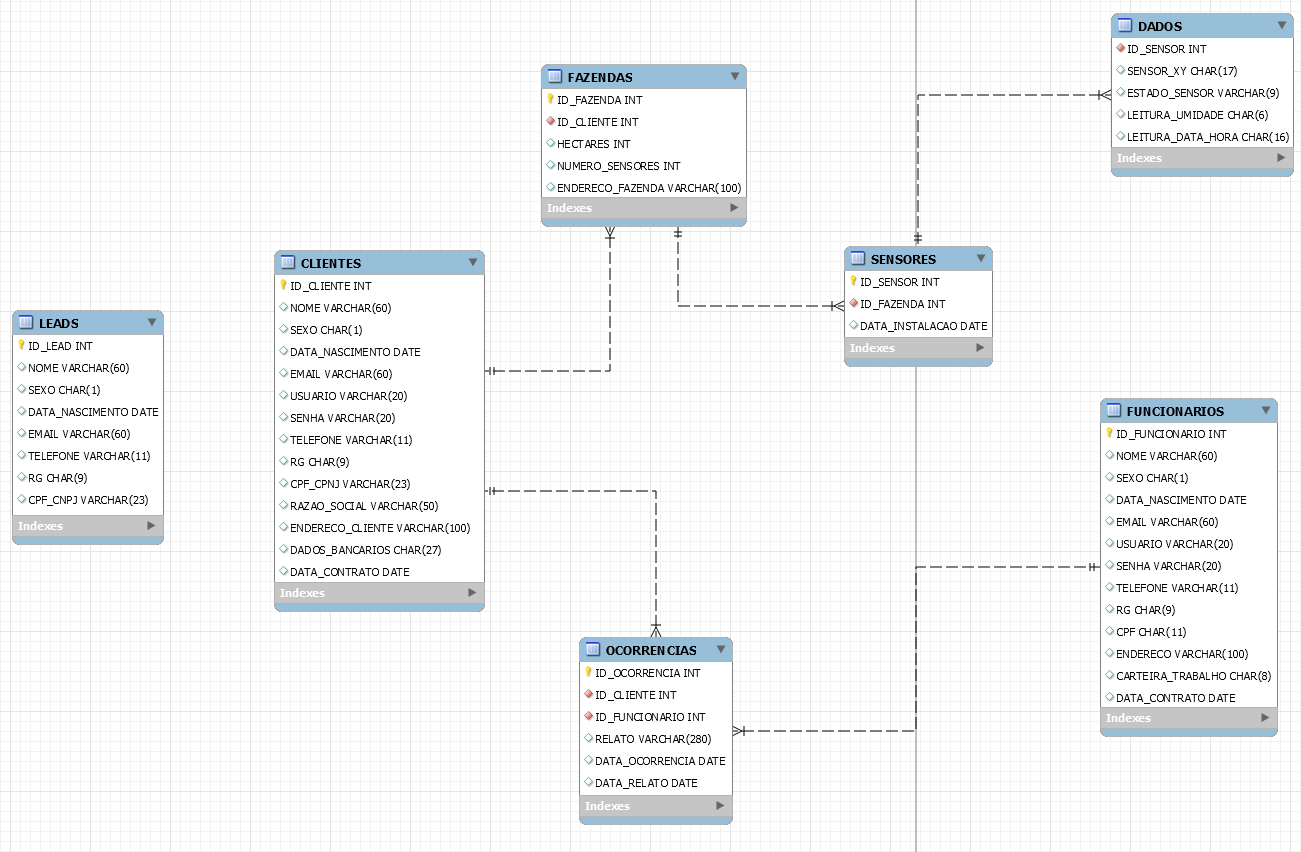 LEADS
ID_LEAD INT
NOME VARCHAR(60)
SEXO CHAR(1)
DATA_NASCIMENTO DATE
EMAIL VARCHAR(60)
TELEFONE VARCHAR(11)
RG CHAR(9)
CPF_CNPJ VARCHAR(23)
Indexes
CLIENTES
ID_CLIENTE INT
NOME VARCHAR(60)
SEXO CHAR(1)
DATA_NASCIMENTO DATE
EMAIL VARCHAR(60)
USUARIO VARCHAR(20)
SENHA VARCHAR(20)
TELEFONE VARCHAR(11)
RG CHAR(9)
CPF_CPNJ VARCHAR(23)
RAZAO_SOCIAL VARCHAR(50)
ENDERECO_CLIENTE VARCHAR(100)
DADOS_BANCARIOS CHAR(27)
DATA_CONTRATO DATE
Indexes
FAZENDAS
ID_FAZENDA INT
ID_CLIENTE INT
HECTARES INT
NUMERO_SENSORES INT
ENDERECO_FAZENDA VARCHAR(100)
Indexes
OCORRENCIAS
ID_OCORRENCIA INT
ID_CLIENTE INT
ID_FUNCIONARIO INT
RELATO VARCHAR(280)
DATA_OCORRENCIA DATE
DATA_RELATO DATE
Indexes
SENSORES
ID_SENSOR INT
ID_FAZENDA INT
DATA_INSTALACAO DATE
Indexes
DADOS
ID_SENSOR INT
SENSOR_XY CHAR(17)
ESTADO_SENSOR VARCHAR(9)
LEITURA_UMIDADE CHAR(6)
LEITURA_DATA_HORA CHAR(16)
Indexes
FUNCIONARIOS
ID_FUNCIONARIO INT
NOME VARCHAR(60)
SEXO CHAR(1)
DATA_NASCIMENTO DATE
EMAIL VARCHAR(60)
USUARIO VARCHAR(20)
SENHA VARCHAR(20)
TELEFONE VARCHAR(11)
RG CHAR(9)
CPF CHAR(11)
ENDERECO VARCHAR(100)
CARTEIRA_TRABALHO CHAR(8)
DATA_CONTRATO DATE
Indexes